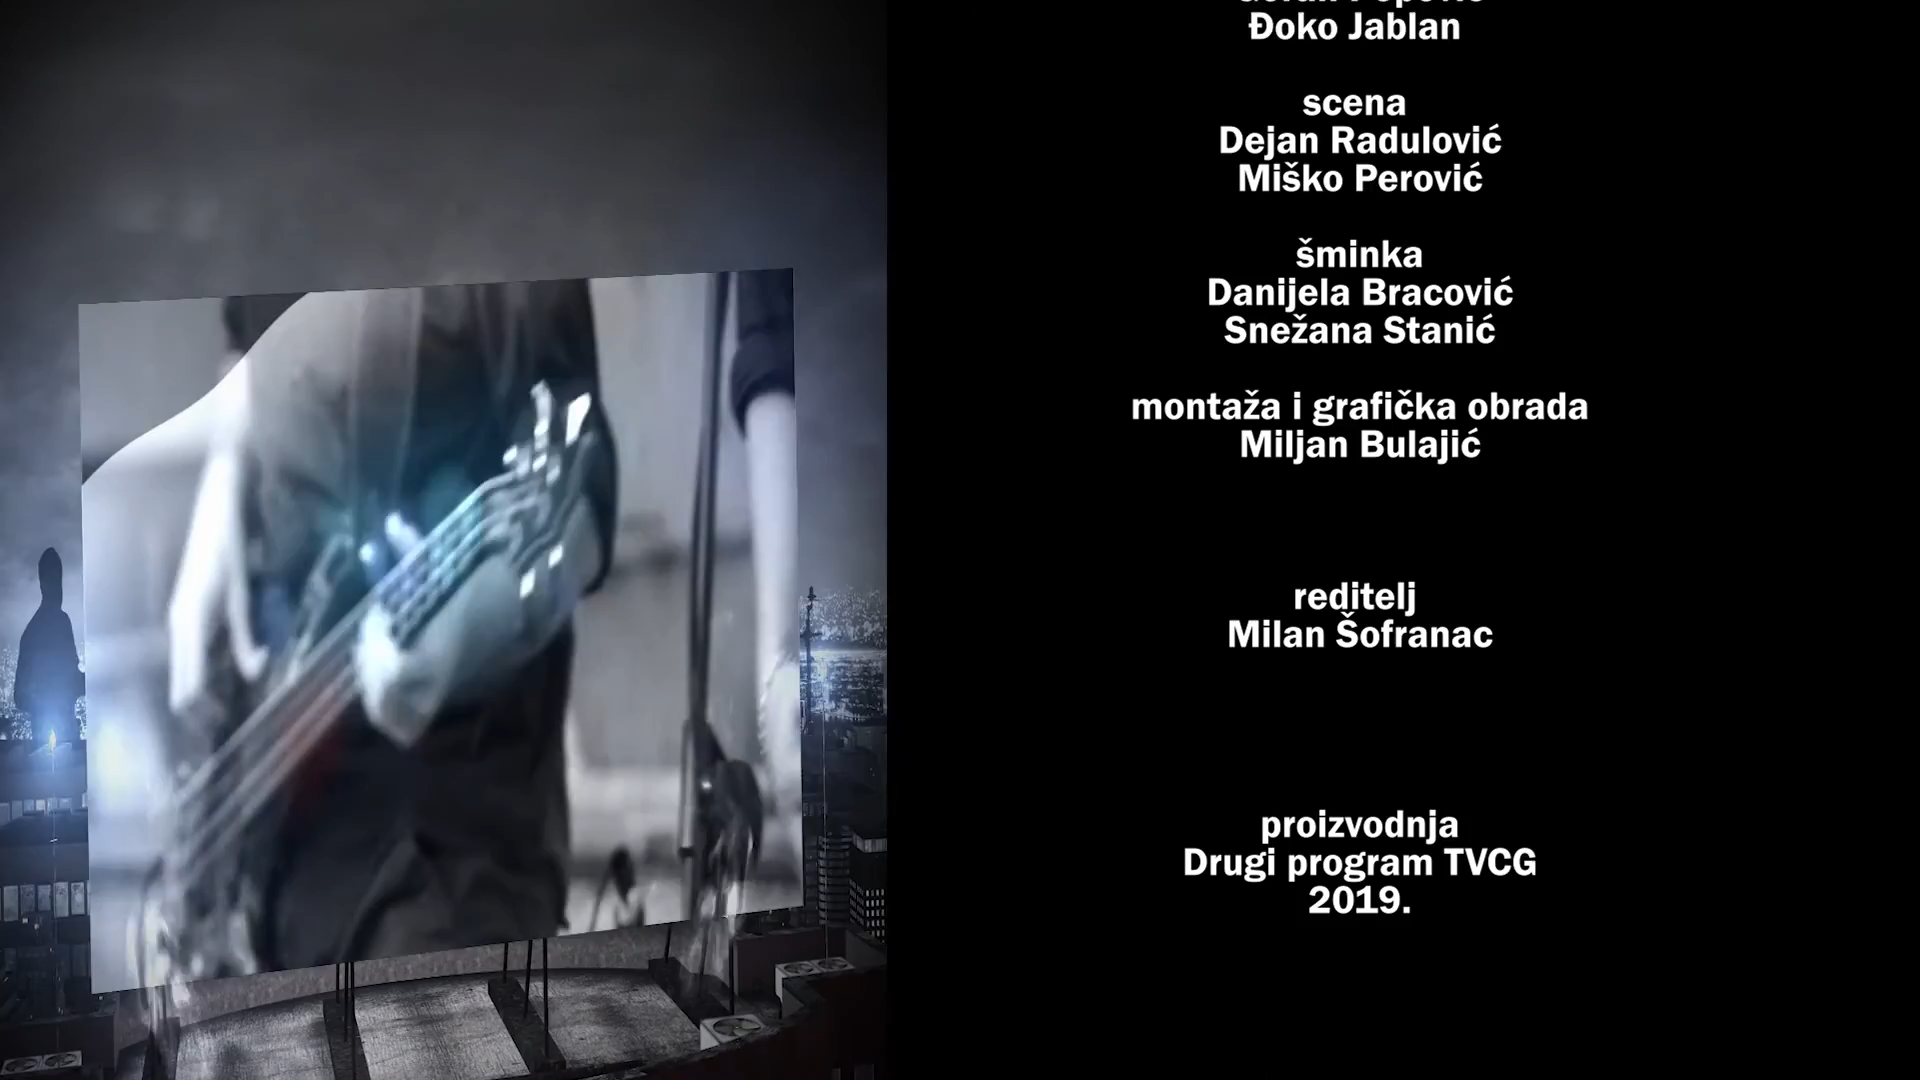 Đoko Jablan
scena
Dejan Radulović
Miško Perović
šminka
Danijela Bracović
Snežana Stanić
montaža i grafička obrada
Miljan Bulajić
reditelj
Milan Šofranac
proizvodnja
Drugi program TVCG
2019.